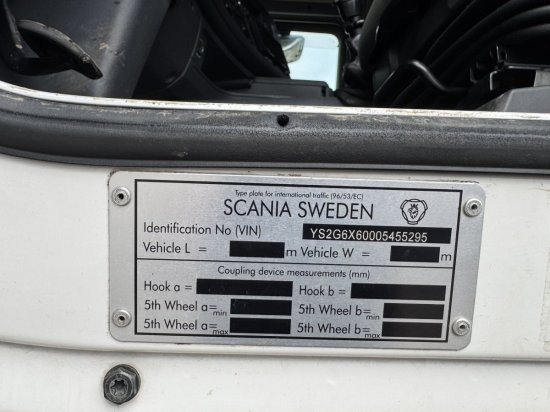 Type plate for international traffic (96/53/EC)
SCANIA SWEDEN
Identification No (VIN) YS2G6X60005455295
Vehicle L = m Vehicle W = m
Coupling device measurements (mm)
Hook a = Hook b =
5th Wheel a=min 5th Wheel b=min
5th Wheel a=max 5th Wheel b=max